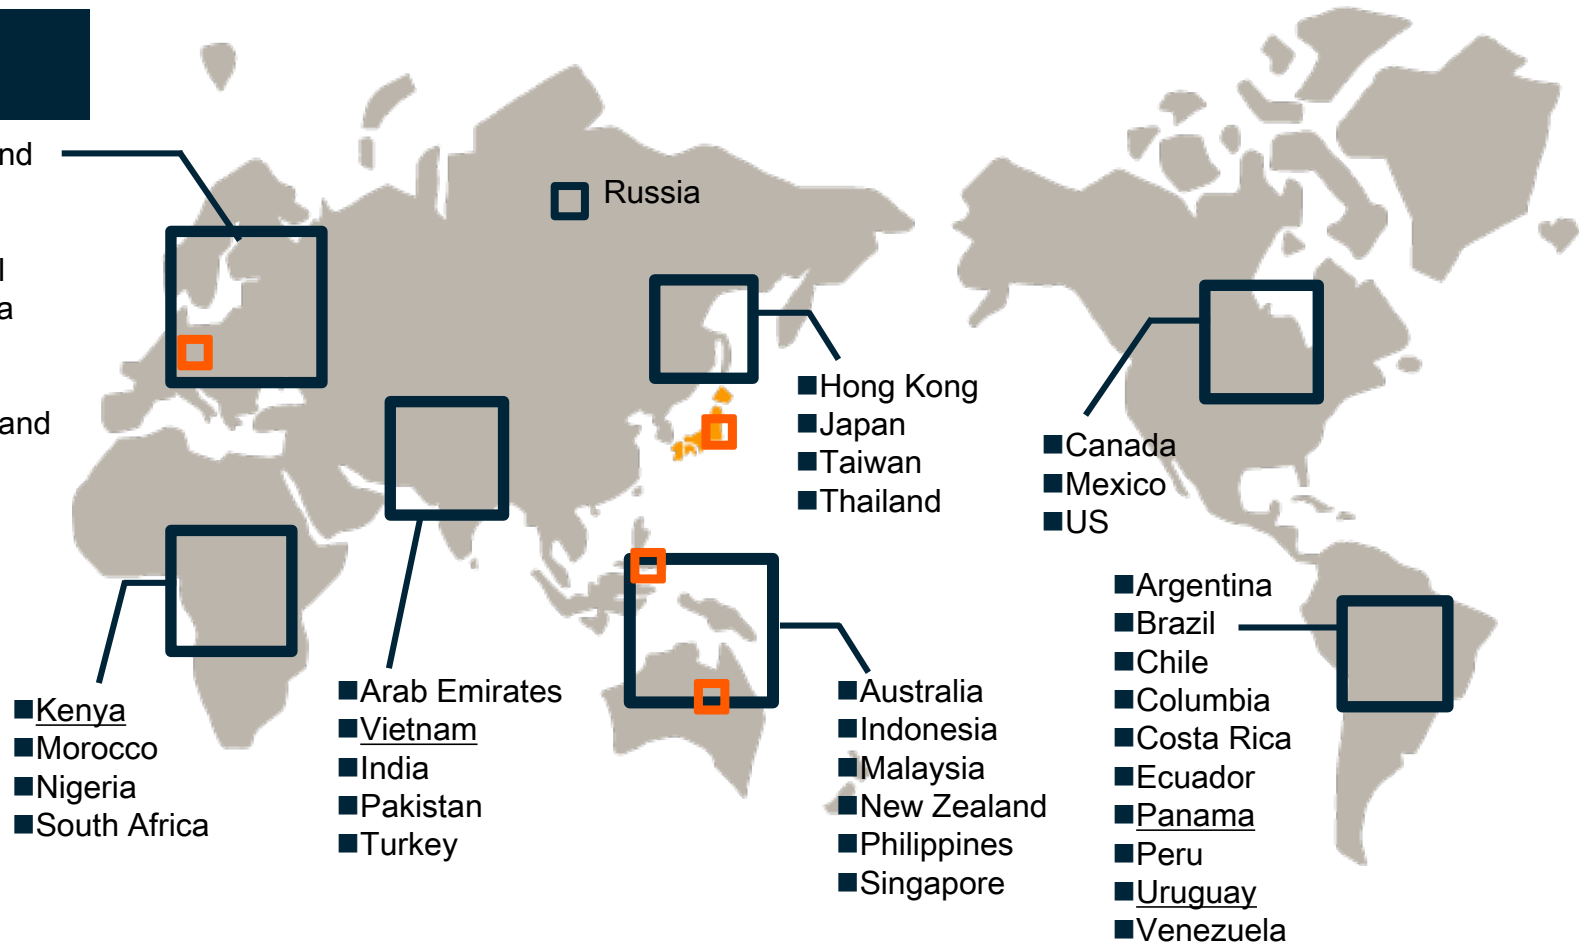 nd
l
a
and
Russia
■Hong Kong
■Japan
■Taiwan
■Thailand
■Canada
■Mexico
■US
■Kenya
■Morocco
■Nigeria
■South Africa
■Arab Emirates
■Vietnam
■India
■Pakistan
■Turkey
■Australia
■Indonesia
■Malaysia
■New Zealand
■Philippines
■Singapore
■Argentina
■Brazil
■Chile
■Columbia
■Costa Rica
■Ecuador
■Panama
■Peru
■Uruguay
■Venezuela